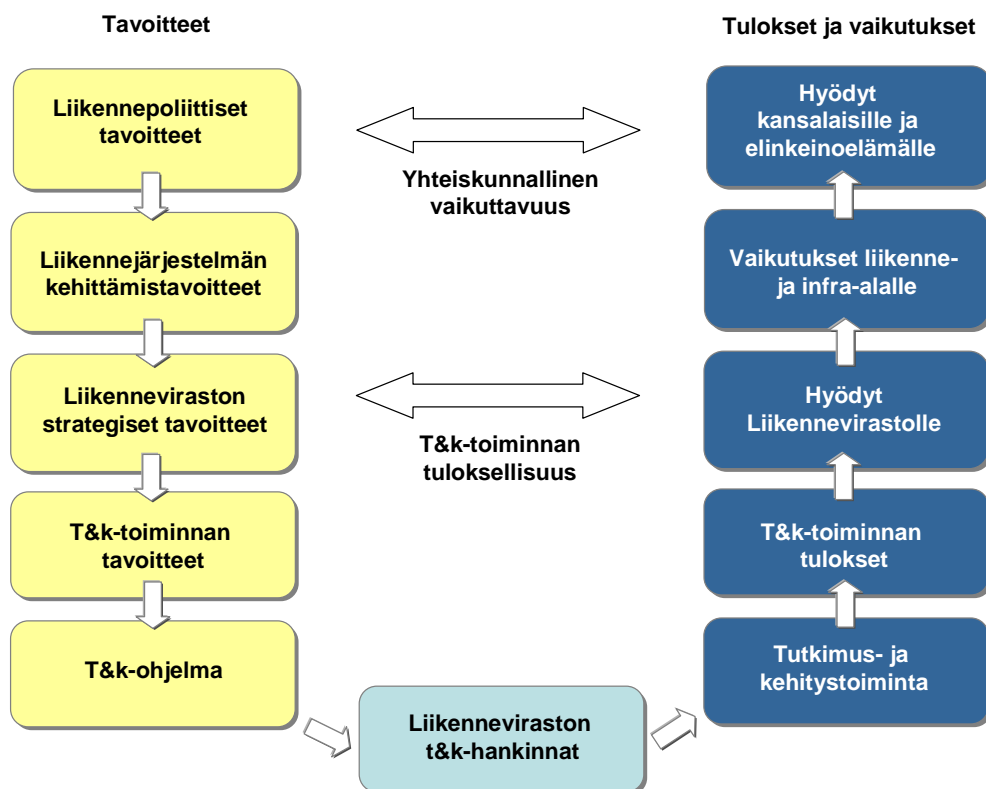 Tavoitteet
Liikennepoliittiset
tavoitteet
Liikennejärjestelmän
kehittämistavoitteet
Liikenneviraston
strategiset tavoitteet
T&k-toiminnan
tavoitteet
T&k-ohjelma
Yhteiskunnallinen
vaikuttavuus
T&k-toiminnan
tuloksellisuus
Liikenneviraston
t&k-hankinnat
Tulokset ja vaikutukset
Hyödyt
kansalaisille ja
elinkeinoelämälle
Vaikutukset liikenne-
ja infra-alalle
Hyödyt
Liikennevirastolle
T&k-toiminnan
tulokset
Tutkimus- ja
kehitystoiminta